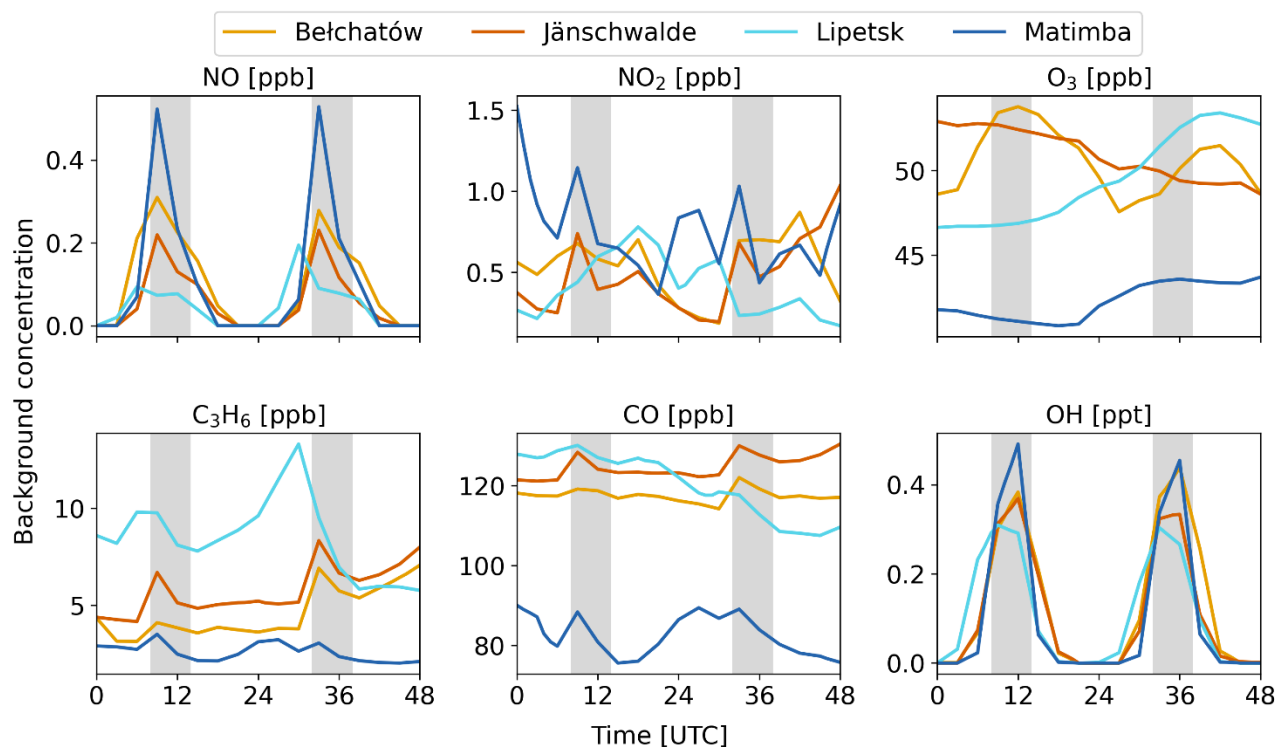 Bełchatów Jänschwalde Lipetsk Matimba
NO [ppb] NO₂ [ppb] O₃ [ppb]
0.4
0.2
0.0
1.5
1.0
0.5
50
45
Background concentration
C₃H₆ [ppb] CO [ppb] OH [ppt]
10
5
120
100
80
0.4
0.2
0.0
0 12 24 36 48 0 12 24 36 48 0 12 24 36 48
Time [UTC]